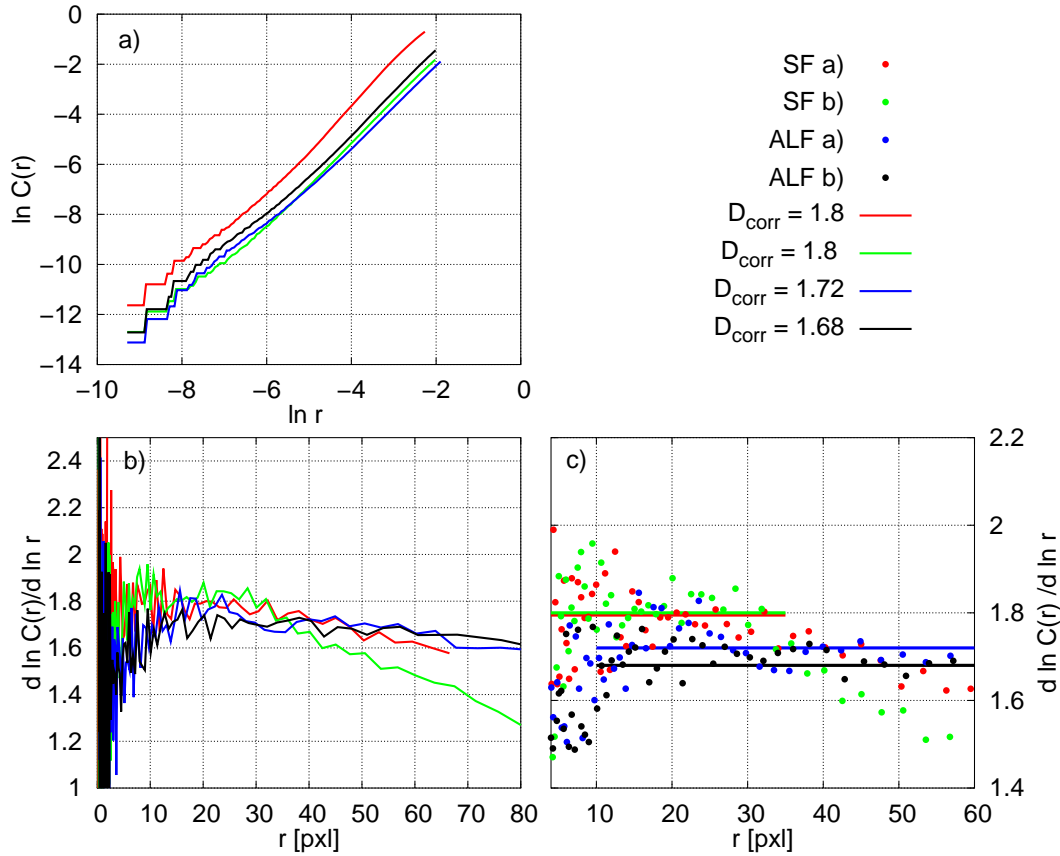 a)
ln C(r)
0
−2
−4
−6
−8
−10
−12
−14
−10 −8 −6 −4 −2 0
ln r
SF a)
SF b)
ALF a)
ALF b)
D_corr = 1.8
D_corr = 1.8
D_corr = 1.72
D_corr = 1.68
b)
d ln C(r)/d ln r
2.4
2.2
2
1.8
1.6
1.4
1.2
1
0 10 20 30 40 50 60 70 80
r [pxl]
c)
2.2
2
1.8
1.6
1.4
d ln C(r) /d ln r
10 20 30 40 50 60
r [pxl]